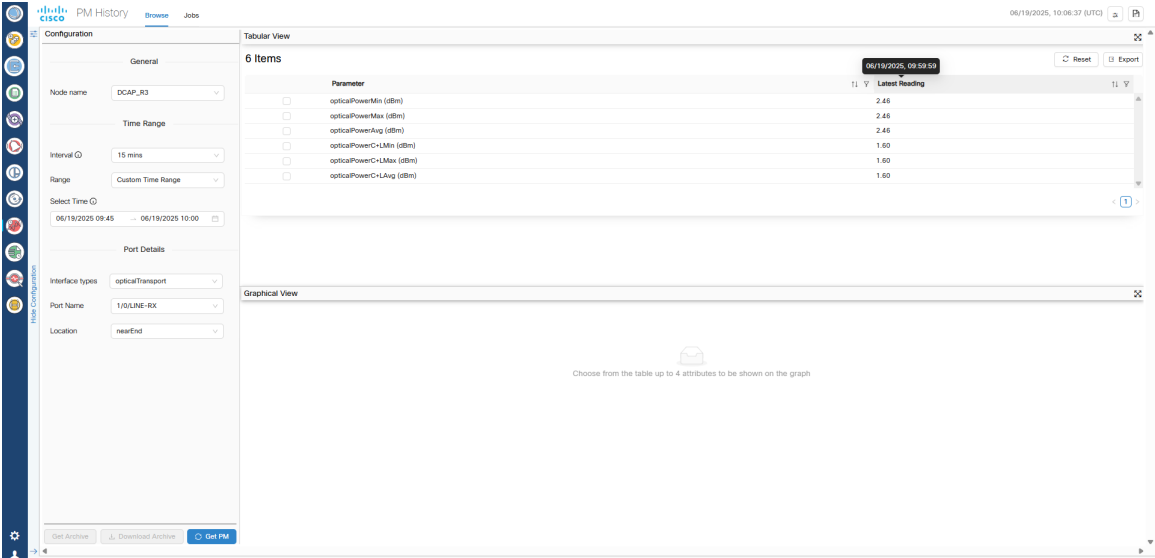 CISCO PM History Browse Jobs 06/19/2025, 10:06:37 (UTC)
Configuration
General
Node name DCAP_R3
Time Range
Interval 15 mins
Range Custom Time Range
Select Time
06/19/2025 09:45 → 06/19/2025 10:00
Port Details
Interface types opticalTransport
Port Name 1/0/LINE-RX
Location nearEnd
Get Archive Download Archive Get PM
Hide Configuration
Tabular View
6 Items 06/19/2025, 09:59:59 Reset Export
Parameter Latest Reading
opticalPowerMin (dBm) 2.46
opticalPowerMax (dBm) 2.46
opticalPowerAvg (dBm) 2.46
opticalPowerC+LMin (dBm) 1.60
opticalPowerC+LMax (dBm) 1.60
opticalPowerC+LAvg (dBm) 1.60
< 1 >
Graphical View
Choose from the table up to 4 attributes to be shown on the graph